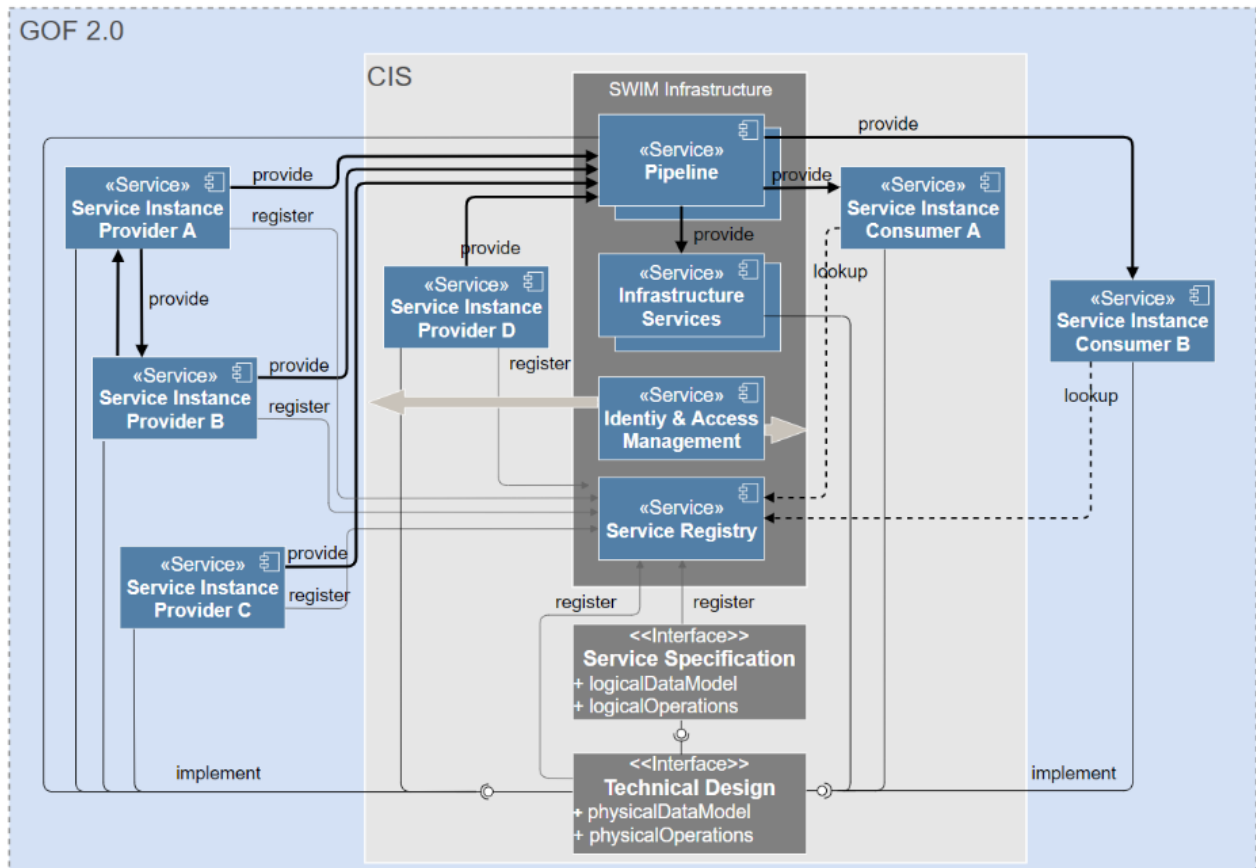 GOF 2.0
CIS
SWIM Infrastructure
«Service»
Pipeline
provide
provide
provide
«Service»
Service Instance
Provider A
provide
register
provide
«Service»
Service Instance
Consumer A
lookup
«Service»
Service Instance
Provider D
provide
register
«Service»
Infrastructure
Services
«Service»
Service Instance
Consumer B
lookup
«Service»
Service Instance
Provider B
provide
register
«Service»
Identiy & Access
Management
«Service»
Service Registry
«Service»
Service Instance
Provider C
provide
register
register
register
<<Interface>>
Service Specification
+ logicalDataModel
+ logicalOperations
implement
<<Interface>>
Technical Design
+ physicalDataModel
+ physicalOperations
implement